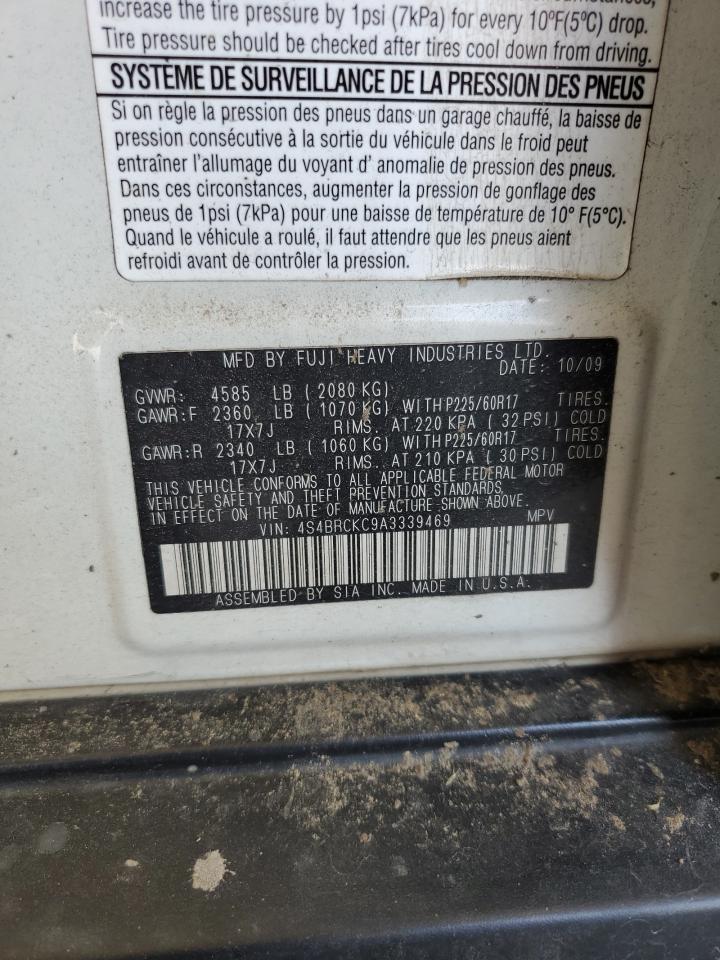 increase the tire pressure by 1psi (7kPa) for every 10°F(5°C) drop.
Tire pressure should be checked after tires cool down from driving.
SYSTÈME DE SURVEILLANCE DE LA PRESSION DES PNEUS
Si on règle la pression des pneus dans un garage chauffé, la baisse de
pression consécutive à la sortie du véhicule dans le froid peut
entraîner l'allumage du voyant d' anomalie de pression des pneus.
Dans ces circonstances, augmenter la pression de gonflage des
pneus de 1psi (7kPa) pour une baisse de température de 10° F(5°C).
Quand le véhicule a roulé, il faut attendre que les pneus aient
refroidi avant de contrôler la pression.
MFD BY FUJI HEAVY INDUSTRIES LTD.
DATE: 10/09
GVWR: 4585 LB ( 2080 KG)
GAWR:F 2360 LB ( 1070 KG) WITH P225/60R17 TIRES.
17X7J RIMS. AT 220 KPA ( 32 PSI) COLD
GAWR:R 2340 LB ( 1060 KG) WITH P225/60R17 TIRES.
17X7J RIMS. AT 210 KPA ( 30 PSI) COLD
THIS VEHICLE CONFORMS TO ALL APPLICABLE FEDERAL MOTOR
VEHICLE SAFETY AND THEFT PREVENTION STANDARDS
IN EFFECT ON THE DATE OF MANUFACTURE SHOWN ABOVE.
VIN: 4S4BRCKC9A3339469 MPV
ASSEMBLED BY SIA INC. MADE IN U.S.A.